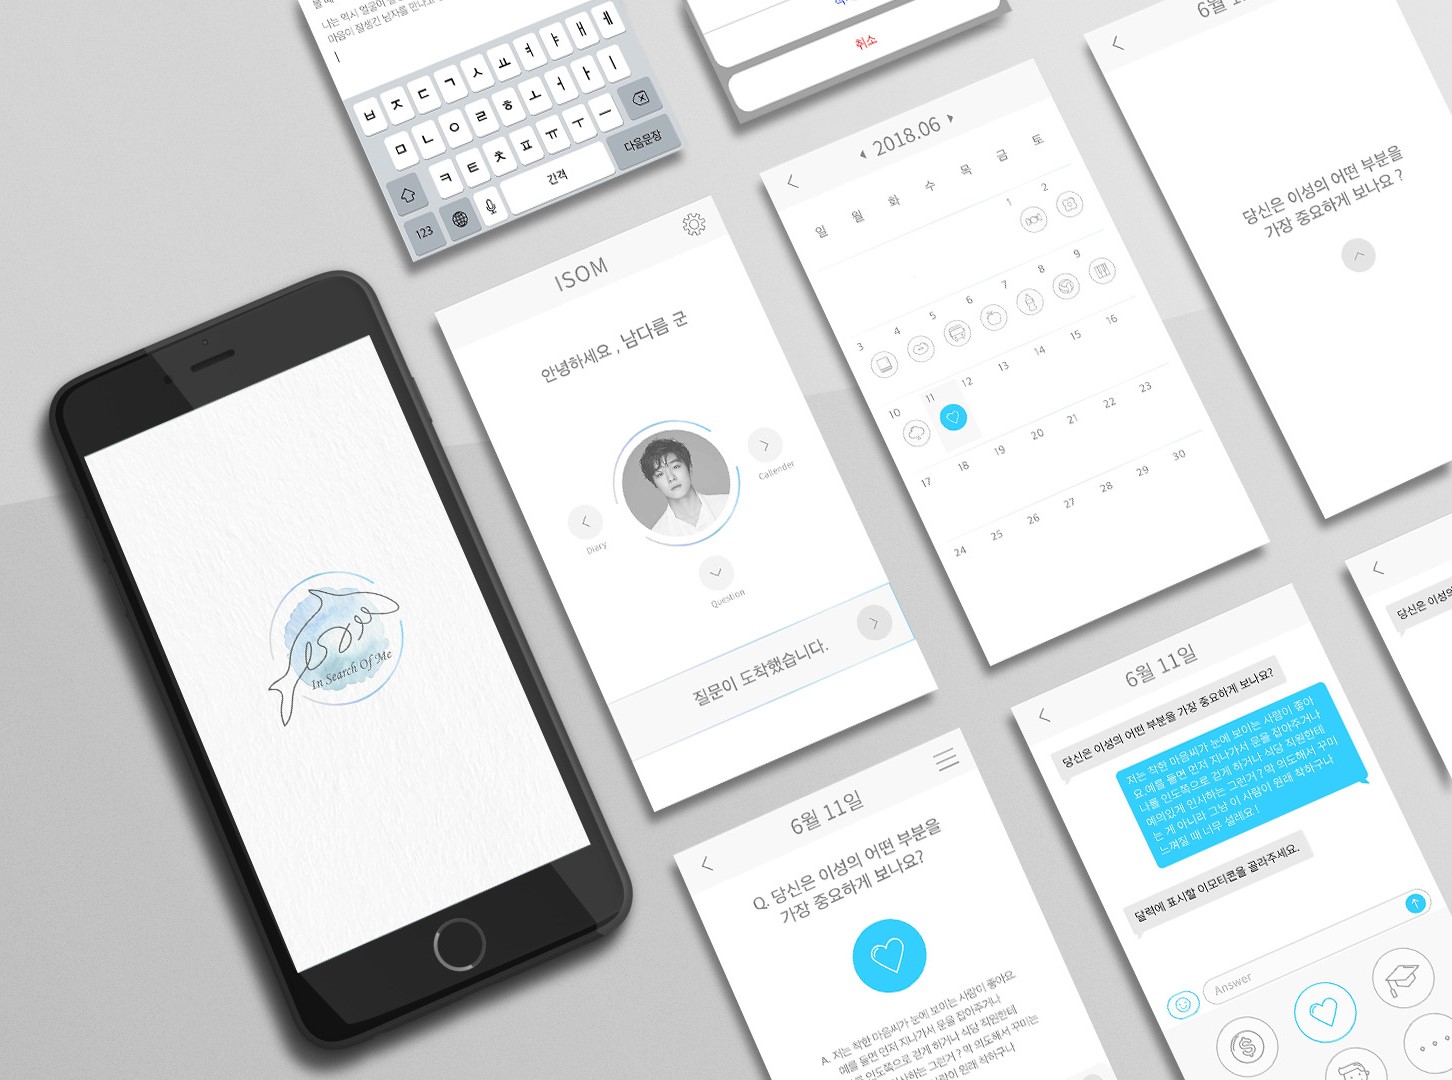 나는 역시 얼굴이
마음이 잘생긴 남자를 만나고
ㅂ ㅈ ㄷ ㄱ ㅅ ㅛ ㅕ ㅑ ㅐ ㅔ
ㅁ ㄴ ㅇ ㄹ ㅎ ㅗ ㅓ ㅏ ㅣ
ㅋ ㅌ ㅊ ㅍ ㅠ ㅜ ㅡ
123 간격 다음문장
취소
ISOM
안녕하세요 , 남다름 군
Diary
Callender
Question
질문이 도착했습니다.
isom
In Search Of Me
2018.06
일 월 화 수 목 금 토
1 2
3 4 5 6 7 8 9
10 11 12 13 14 15 16
17 18 19 20 21 22 23
24 25 26 27 28 29 30
당신은 이성의 어떤 부분을
가장 중요하게 보나요 ?
6월 11일
Q. 당신은 이성의 어떤 부분을
가장 중요하게 보나요?
A. 저는 착한 마음씨가 눈에 보이는 사람이 좋아요.
예를 들면 먼저 지나가서 문을 잡아주거나
나를 인도쪽으로 걷게 하거나 식당 직원한테
인사하는 그런거 ? 막 의도해서 꾸미는
사람이 원래 착하구나
6월 11일
당신은 이성의 어떤 부분을 가장 중요하게 보나요?
저는 착한 마음씨가 눈에 보이는 사람이 좋아
요.예를 들면 먼저 지나가서 문을 잡아주거나
나를 인도쪽으로 걷게 하거나 식당 직원한테
예의있게 인사하는 그런거 ? 막 의도해서 꾸미
는 게 아니라 그냥 이 사람이 원래 착하구나
느껴질 때 너무 설레요 !
달력에 표시할 이모티콘을 골라주세요.
Answer
당신은 이성의